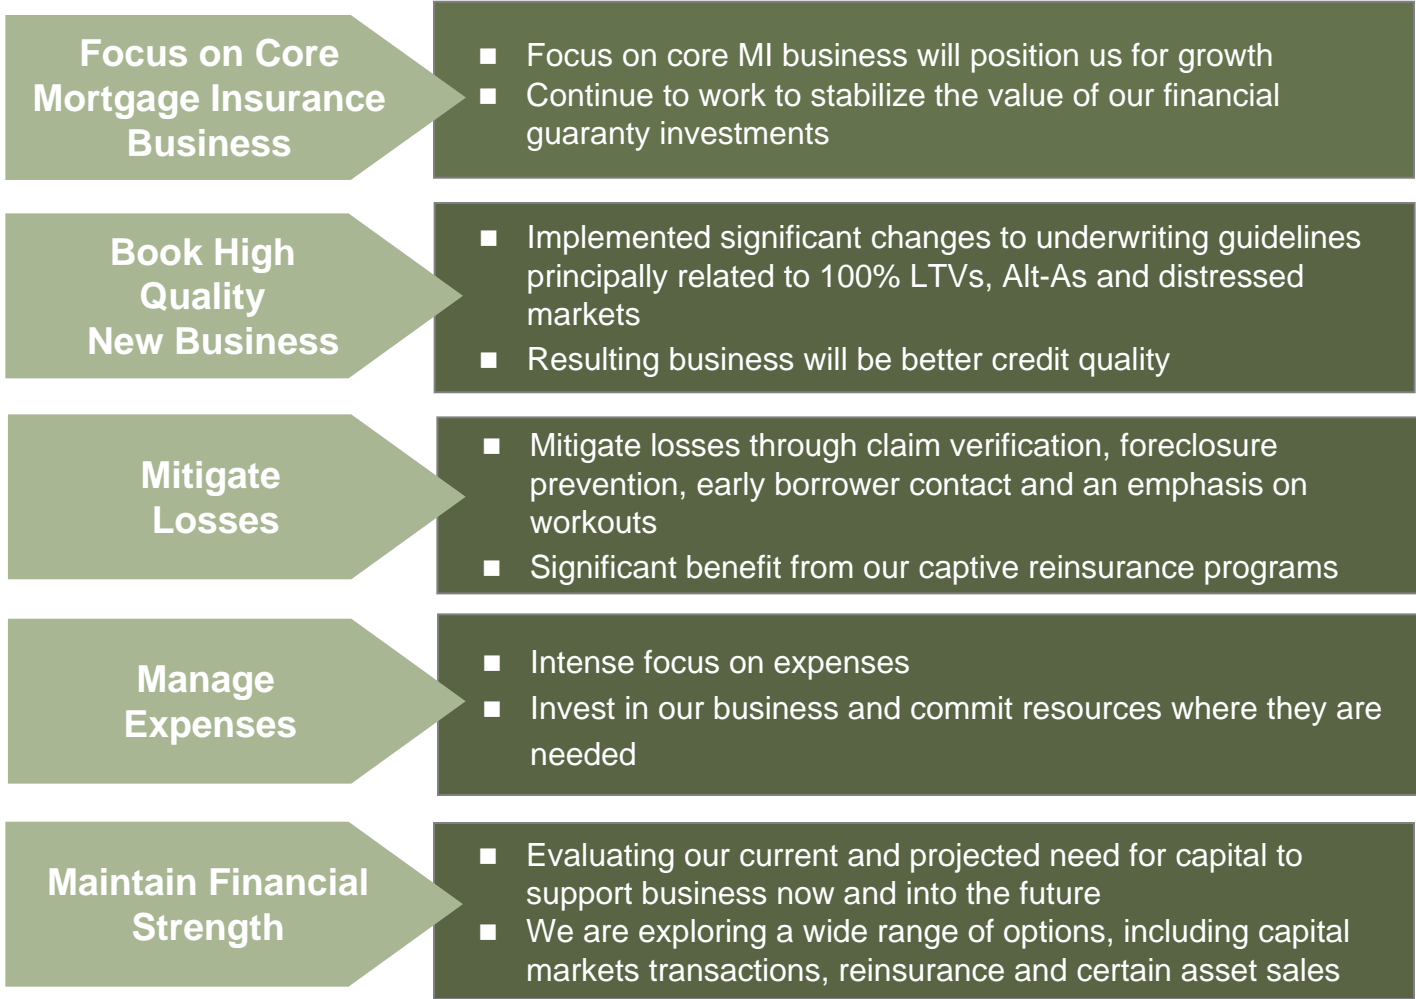 Focus on Core
Mortgage Insurance
Business
■ Focus on core MI business will position us for growth
■ Continue to work to stabilize the value of our financial
guaranty investments
Book High
Quality
New Business
■ Implemented significant changes to underwriting guidelines
principally related to 100% LTVs, Alt-As and distressed
markets
■ Resulting business will be better credit quality
Mitigate
Losses
■ Mitigate losses through claim verification, foreclosure
prevention, early borrower contact and an emphasis on
workouts
■ Significant benefit from our captive reinsurance programs
Manage
Expenses
■ Intense focus on expenses
■ Invest in our business and commit resources where they are
needed
Maintain Financial
Strength
■ Evaluating our current and projected need for capital to
support business now and into the future
■ We are exploring a wide range of options, including capital
markets transactions, reinsurance and certain asset sales